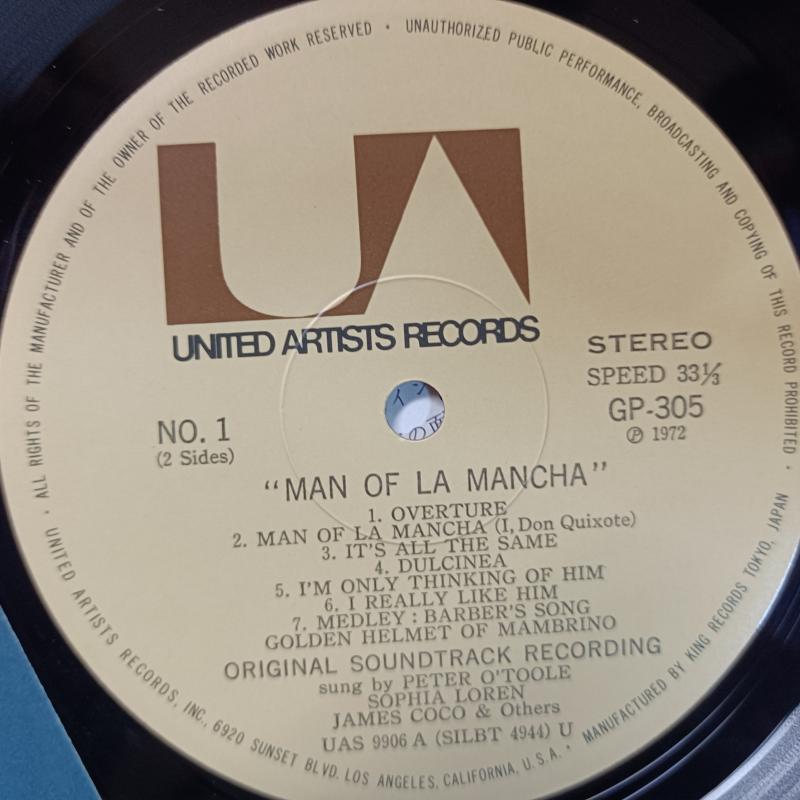 · ALL RIGHTS OF THE MANUFACTURER AND OF THE OWNER OF THE RECORDED WORK RESERVED · UNAUTHORIZED PUBLIC PERFORMANCE, BROADCASTING AND COPYING OF THIS RECORD PROHIBITED ·
UA
UNITED ARTISTS RECORDS
STEREO
SPEED 33⅓
GP-305
℗ 1972
NO. 1
(2 Sides)
"MAN OF LA MANCHA"
1. OVERTURE
2. MAN OF LA MANCHA (I, Don Quixote)
3. IT'S ALL THE SAME
4. DULCINEA
5. I'M ONLY THINKING OF HIM
6. I REALLY LIKE HIM
7. MEDLEY : BARBER'S SONG
GOLDEN HELMET OF MAMBRINO
ORIGINAL SOUNDTRACK RECORDING
sung by PETER O'TOOLE
SOPHIA LOREN
JAMES COCO & Others
UAS 9906 A (SILBT 4944) U
UNITED ARTISTS RECORDS, INC., 6920 SUNSET BLVD. LOS ANGELES, CALIFORNIA, U.S.A. · MANUFACTURED BY KING RECORDS TOKYO, JAPAN